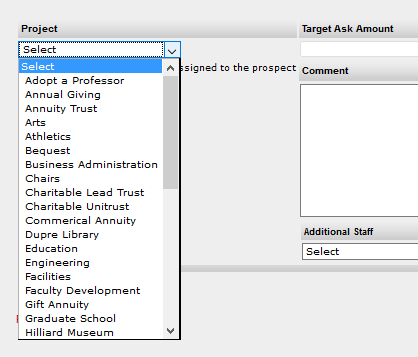 Project
Target Ask Amount
Select
ssigned to the prospect
Select
Adopt a Professor
Annual Giving
Annuity Trust
Arts
Athletics
Bequest
Business Administration
Chairs
Charitable Lead Trust
Charitable Unitrust
Commerical Annuity
Dupre Library
Education
Engineering
Facilities
Faculty Development
Gift Annuity
Graduate School
Hilliard Museum
Comment
Additional Staff
Select